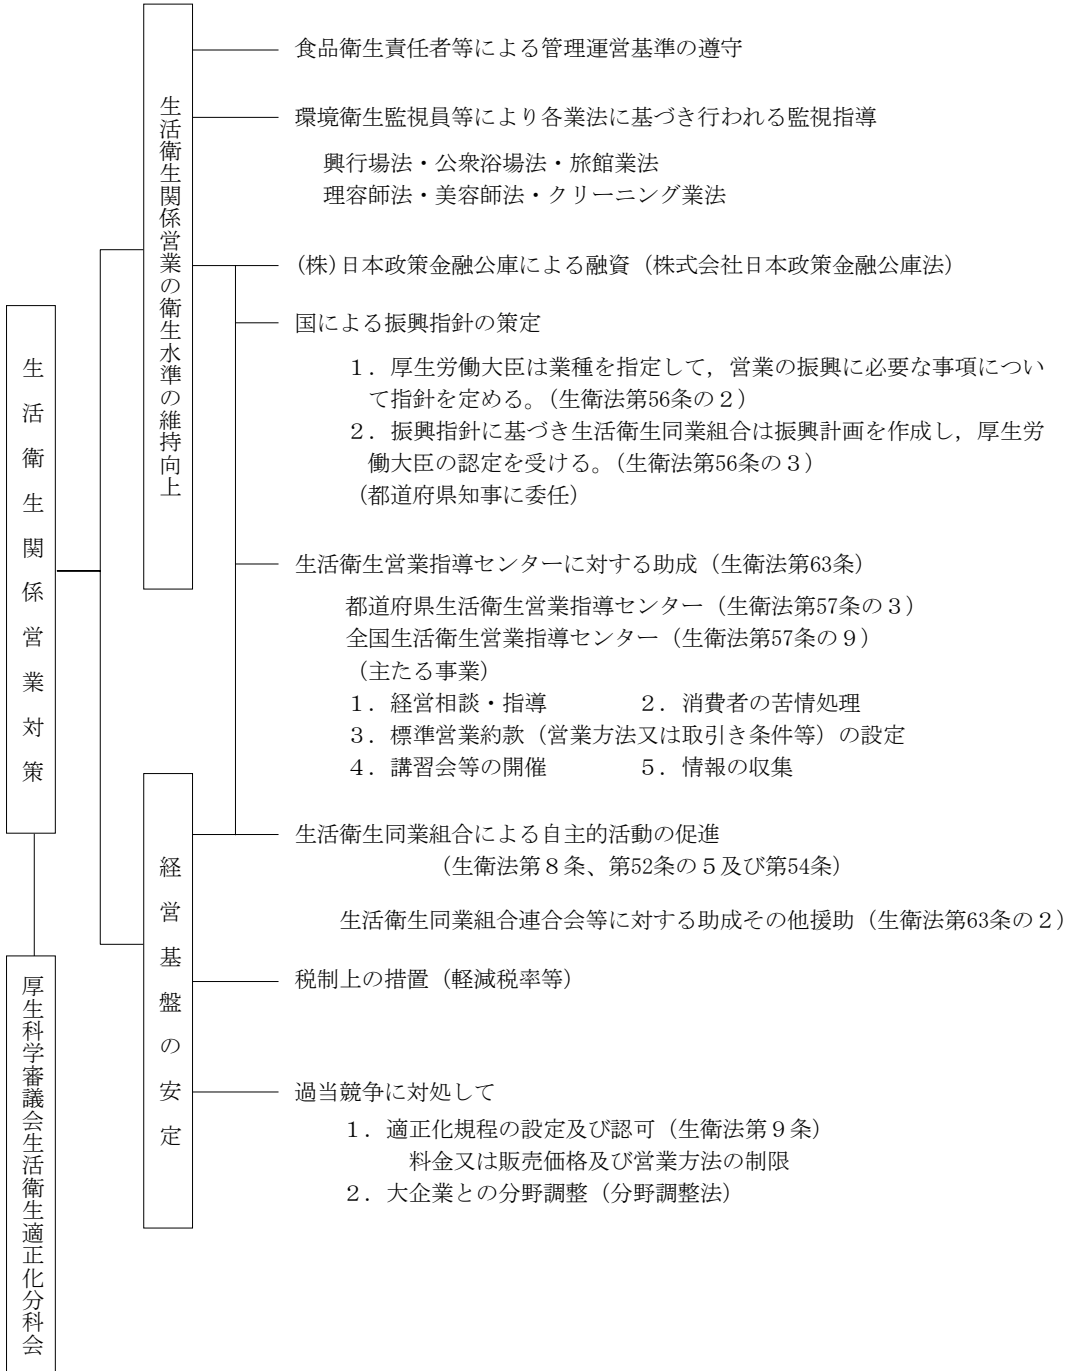 生活衛生関係営業対策
厚生科学審議会生活衛生適正化分科会
生活衛生関係営業の衛生水準の維持向上
食品衛生責任者等による管理運営基準の遵守
環境衛生監視員等により各業法に基づき行われる監視指導
興行場法・公衆浴場法・旅館業法
理容師法・美容師法・クリーニング業法
(株)日本政策金融公庫による融資（株式会社日本政策金融公庫法）
国による振興指針の策定
１．厚生労働大臣は業種を指定して，営業の振興に必要な事項につい
て指針を定める。（生衛法第56条の２）
２．振興指針に基づき生活衛生同業組合は振興計画を作成し，厚生労
働大臣の認定を受ける。（生衛法第56条の３）
（都道府県知事に委任）
生活衛生営業指導センターに対する助成（生衛法第63条）
都道府県生活衛生営業指導センター（生衛法第57条の３）
全国生活衛生営業指導センター（生衛法第57条の９）
（主たる事業）
１．経営相談・指導　　　　２．消費者の苦情処理
３．標準営業約款（営業方法又は取引き条件等）の設定
４．講習会等の開催　　　　５．情報の収集
経営基盤の安定
生活衛生同業組合による自主的活動の促進
（生衛法第８条、第52条の５及び第54条）
生活衛生同業組合連合会等に対する助成その他援助（生衛法第63条の２）
税制上の措置（軽減税率等）
過当競争に対処して
１．適正化規程の設定及び認可（生衛法第９条）
料金又は販売価格及び営業方法の制限
２．大企業との分野調整（分野調整法）